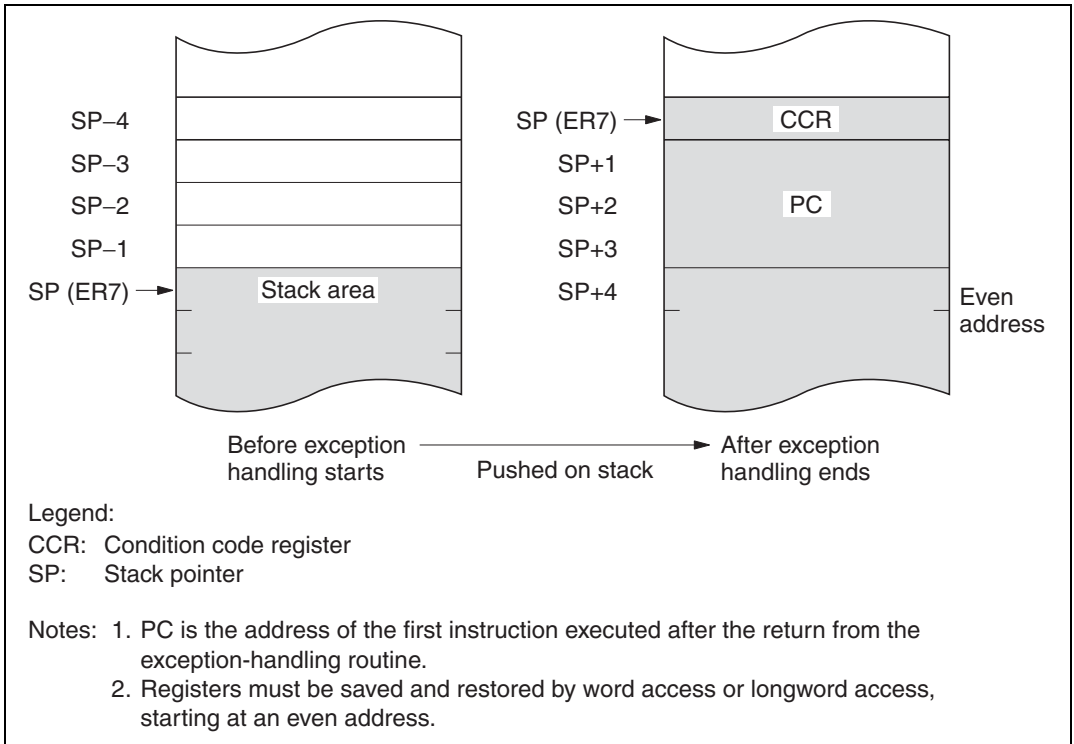 SP–4
SP–3
SP–2
SP–1
SP (ER7)
Stack area
SP (ER7)
SP+1
SP+2
SP+3
SP+4
CCR
PC
Even
address
Before exception
handling starts
Pushed on stack
After exception
handling ends
Legend:
CCR: Condition code register
SP: Stack pointer
Notes: 1. PC is the address of the first instruction executed after the return from the
exception-handling routine.
2. Registers must be saved and restored by word access or longword access,
starting at an even address.